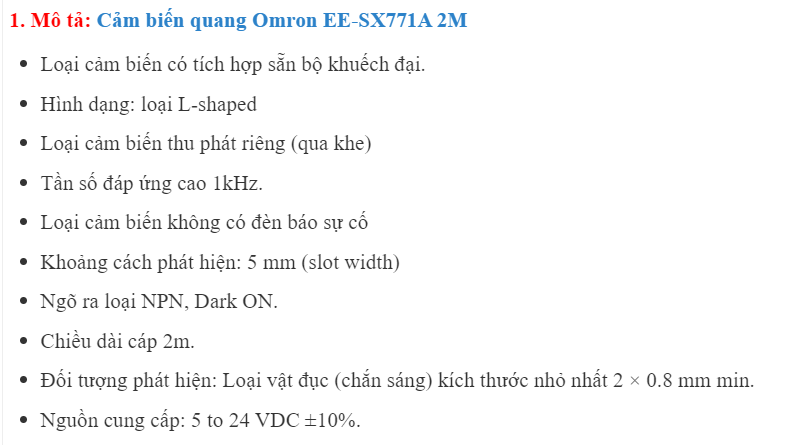 1. Mô tả: Cảm biến quang Omron EE-SX771A 2M
Loại cảm biến có tích hợp sẵn bộ khuếch đại.
Hình dạng: loại L-shaped
Loại cảm biến thu phát riêng (qua khe)
Tần số đáp ứng cao 1kHz.
Loại cảm biến không có đèn báo sự cố
Khoảng cách phát hiện: 5 mm (slot width)
Ngõ ra loại NPN, Dark ON.
Chiều dài cáp 2m.
Đối tượng phát hiện: Loại vật đục (chắn sáng) kích thước nhỏ nhất 2 × 0.8 mm min.
Nguồn cung cấp: 5 to 24 VDC ±10%.